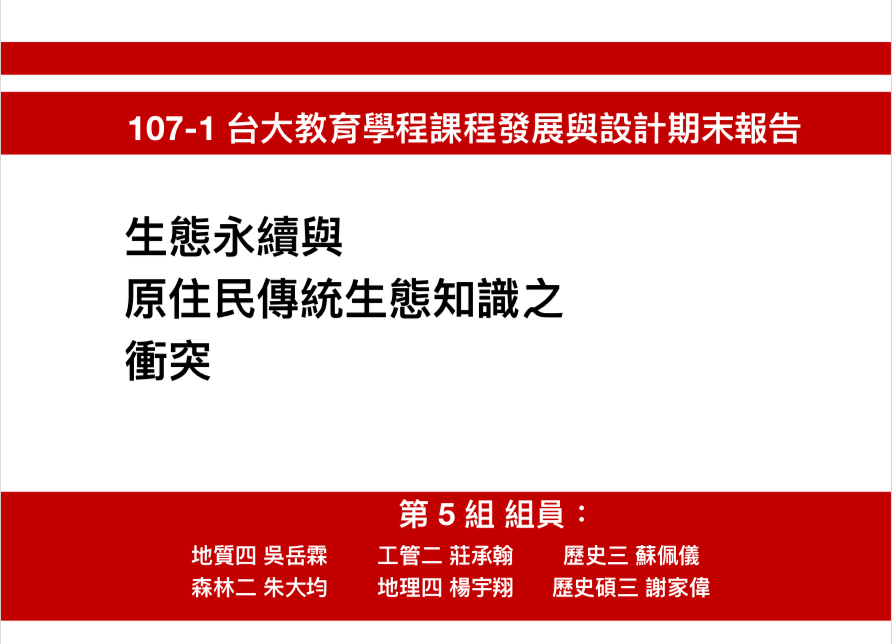 107-1 台大教育學程課程發展與設計期末報告
生態永續與
原住民傳統生態知識之
衝突
第 5 組 組員：
地質四 吳岳霖 工管二 莊承翰 歷史三 蘇佩儀
森林二 朱大均 地理四 楊宇翔 歷史碩三 謝家偉